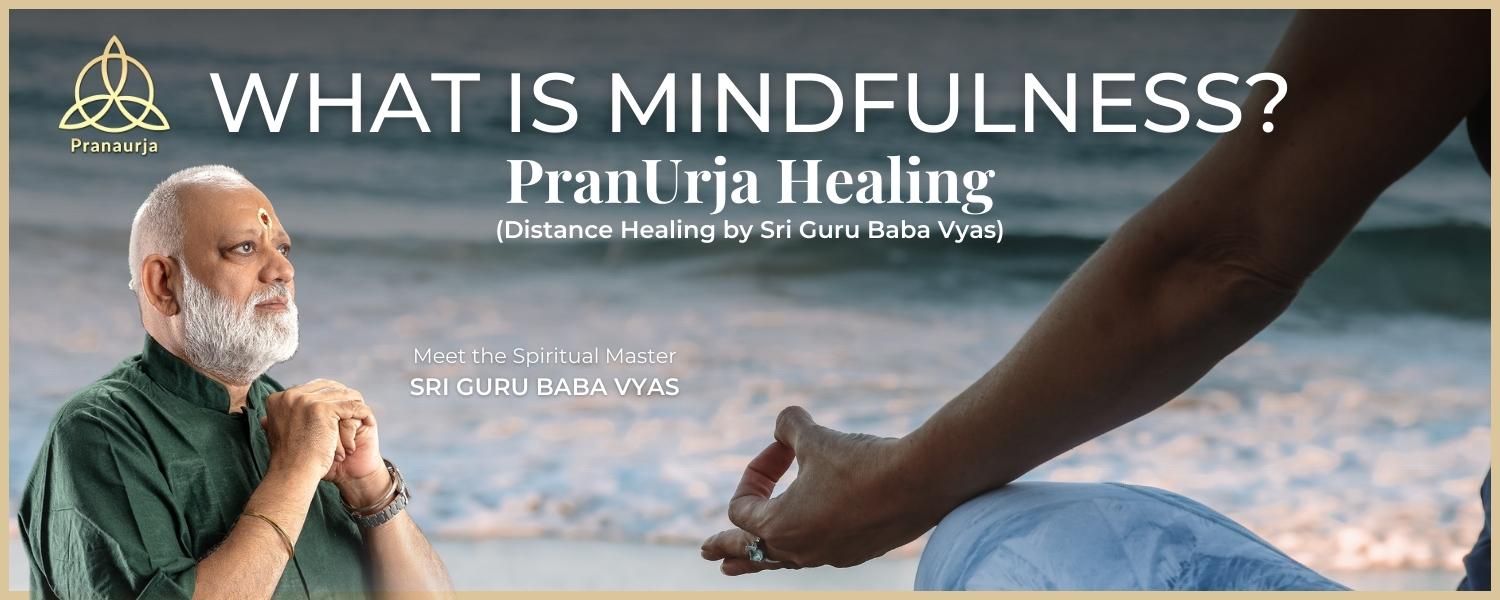 Pranaurja
WHAT IS MINDFULNESS?
PranUrja Healing
(Distance Healing by Sri Guru Baba Vyas)
Meet the Spiritual Master
SRI GURU BABA VYAS